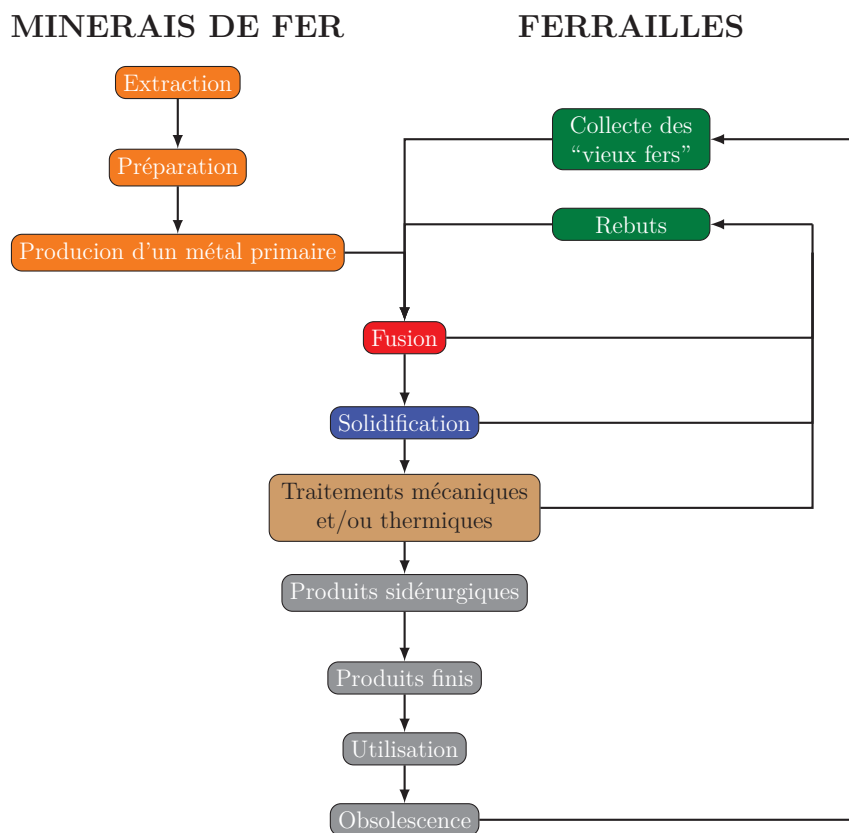 MINERAIS DE FER
FERRAILLES
Extraction
Collecte des
“vieux fers”
Préparation
Rebuts
Producion d'un métal primaire
Fusion
Solidification
Traitements mécaniques
et/ou thermiques
Produits sidérurgiques
Produits finis
Utilisation
Obsolescence